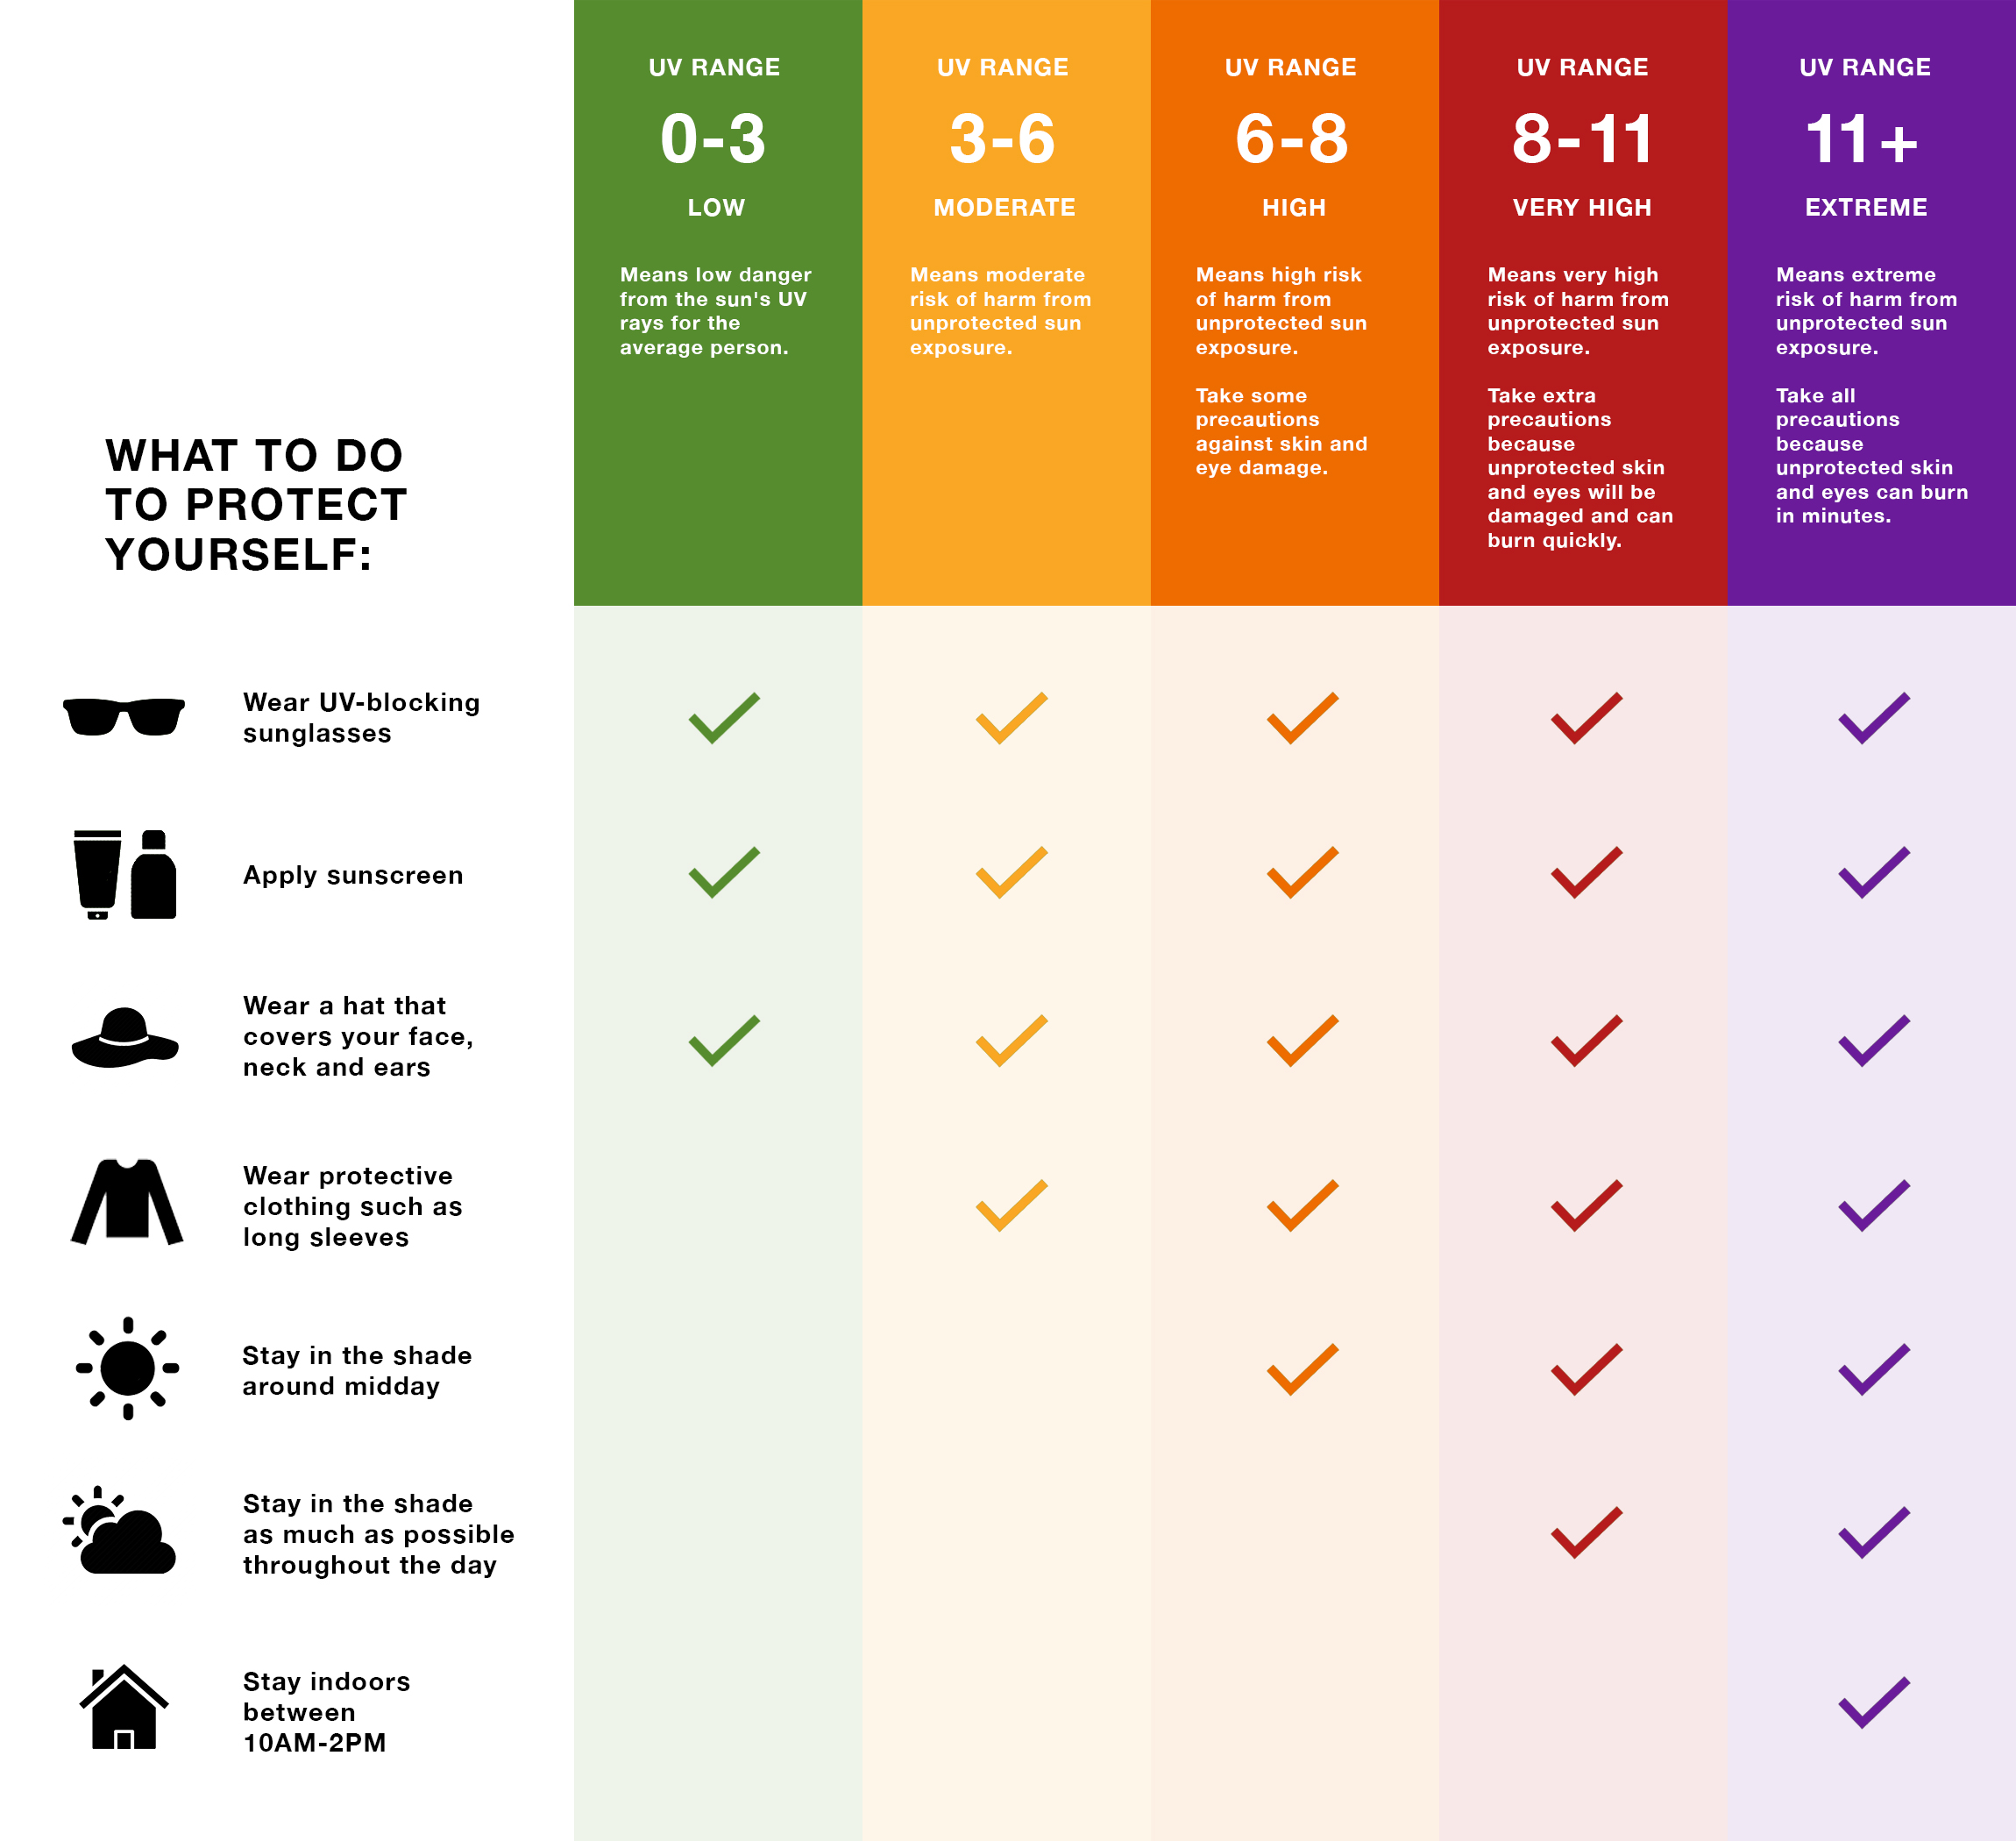 UV RANGE
0-3
LOW
Means low danger
from the sun's UV
rays for the
average person.
UV RANGE
3-6
MODERATE
Means moderate
risk of harm from
unprotected sun
exposure.
UV RANGE
6-8
HIGH
Means high risk
of harm from
unprotected sun
exposure.
Take some
precautions
against skin and
eye damage.
UV RANGE
8-11
VERY HIGH
Means very high
risk of harm from
unprotected sun
exposure.
Take extra
precautions
because
unprotected skin
and eyes will be
damaged and can
burn quickly.
UV RANGE
11+
EXTREME
Means extreme
risk of harm from
unprotected sun
exposure.
Take all
precautions
because
unprotected skin
and eyes can burn
in minutes.
WHAT TO DO
TO PROTECT
YOURSELF:
Wear UV-blocking
sunglasses
Apply sunscreen
Wear a hat that
covers your face,
neck and ears
Wear protective
clothing such as
long sleeves
Stay in the shade
around midday
Stay in the shade
as much as possible
throughout the day
Stay indoors
between
10AM-2PM